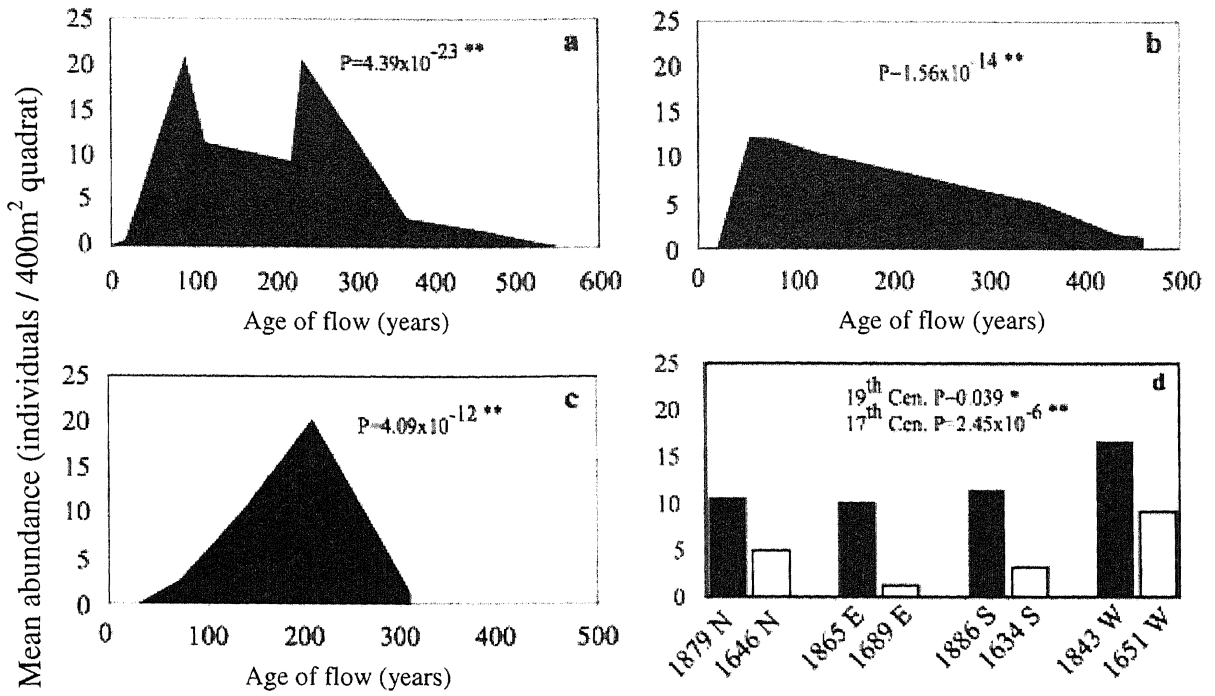 Mean abundance (individuals / 400m² quadrat)
25
20
15
10
5
0
a
P=4.39x10⁻²³ **
0 100 200 300 400 500 600
Age of flow (years)
25
20
15
10
5
0
b
P=1.56x10⁻¹⁴ **
0 100 200 300 400 500
Age of flow (years)
25
20
15
10
5
0
c
P=4.09x10⁻¹² **
0 100 200 300 400 500
Age of flow (years)
25
20
15
10
5
0
d
19th Cen. P=0.039 *
17th Cen. P=2.45x10⁻⁶ **
1879 N
1646 N
1865 E
1689 E
1886 S
1634 S
1843 W
1651 W